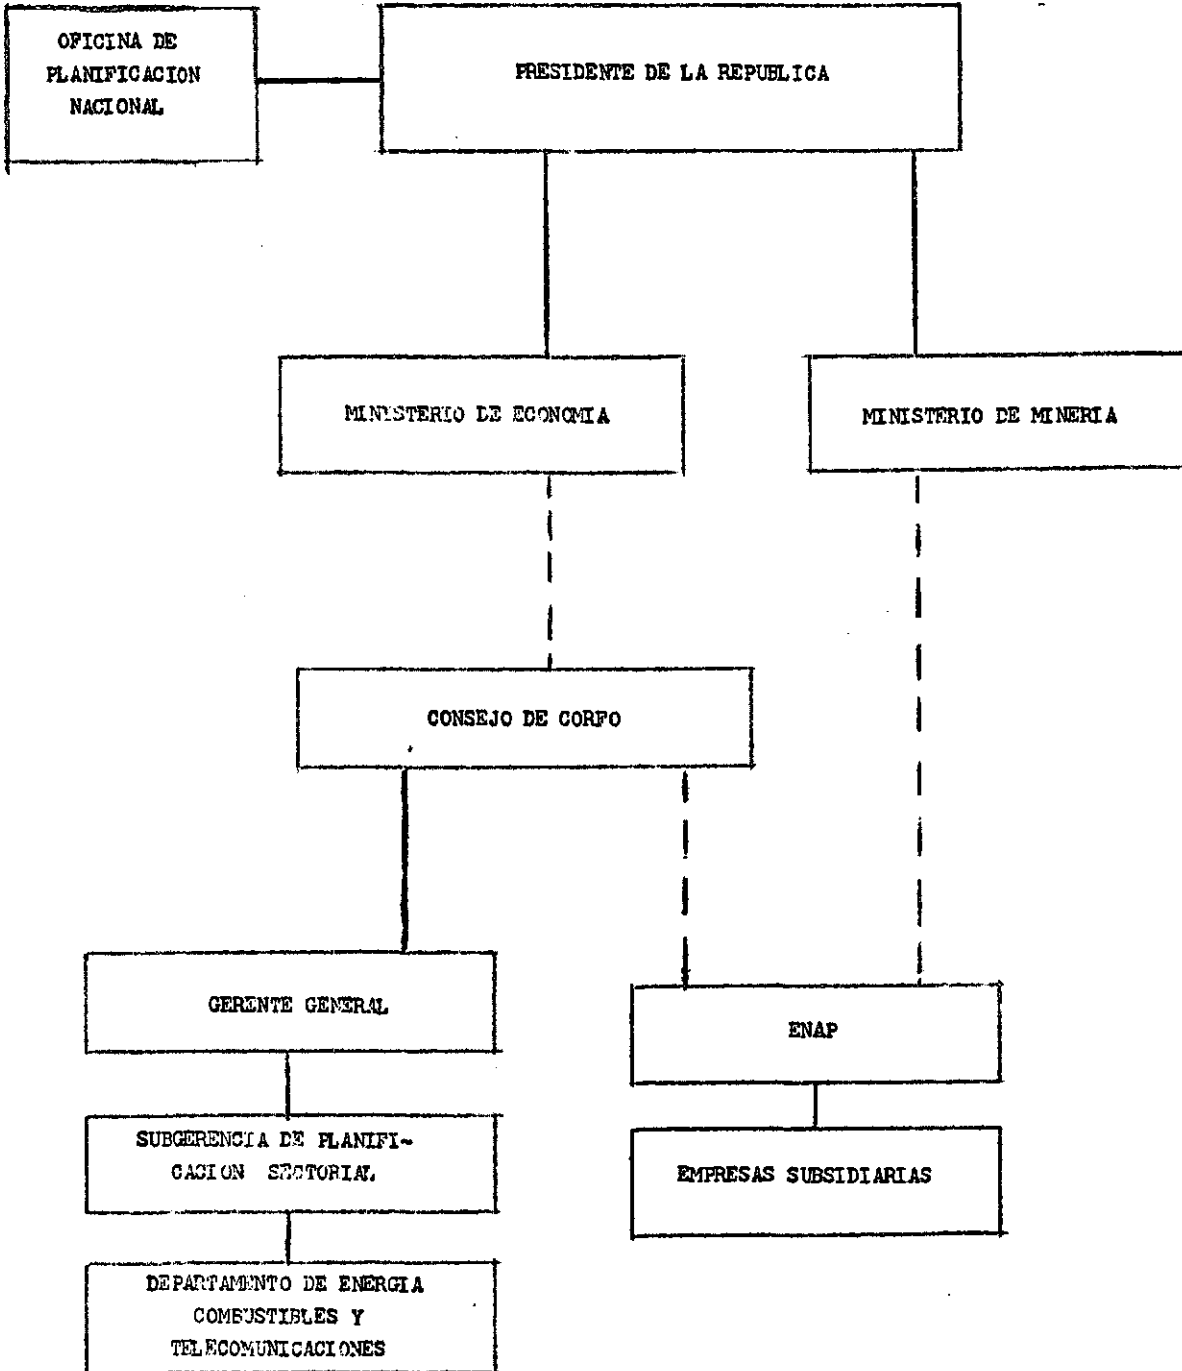 OFICINA DE
PLANIFICACION
NACIONAL
PRESIDENTE DE LA REPUBLICA
MINISTERIO DE ECONOMIA
MINISTERIO DE MINERIA
CONSEJO DE CORFO
GERENTE GENERAL
ENAP
SUBGERENCIA DE PLANIFI-
CACION SECTORIAL
EMPRESAS SUBSIDIARIAS
DEPARTAMENTO DE ENERGIA
COMBUSTIBLES Y
TELECOMUNICACIONES